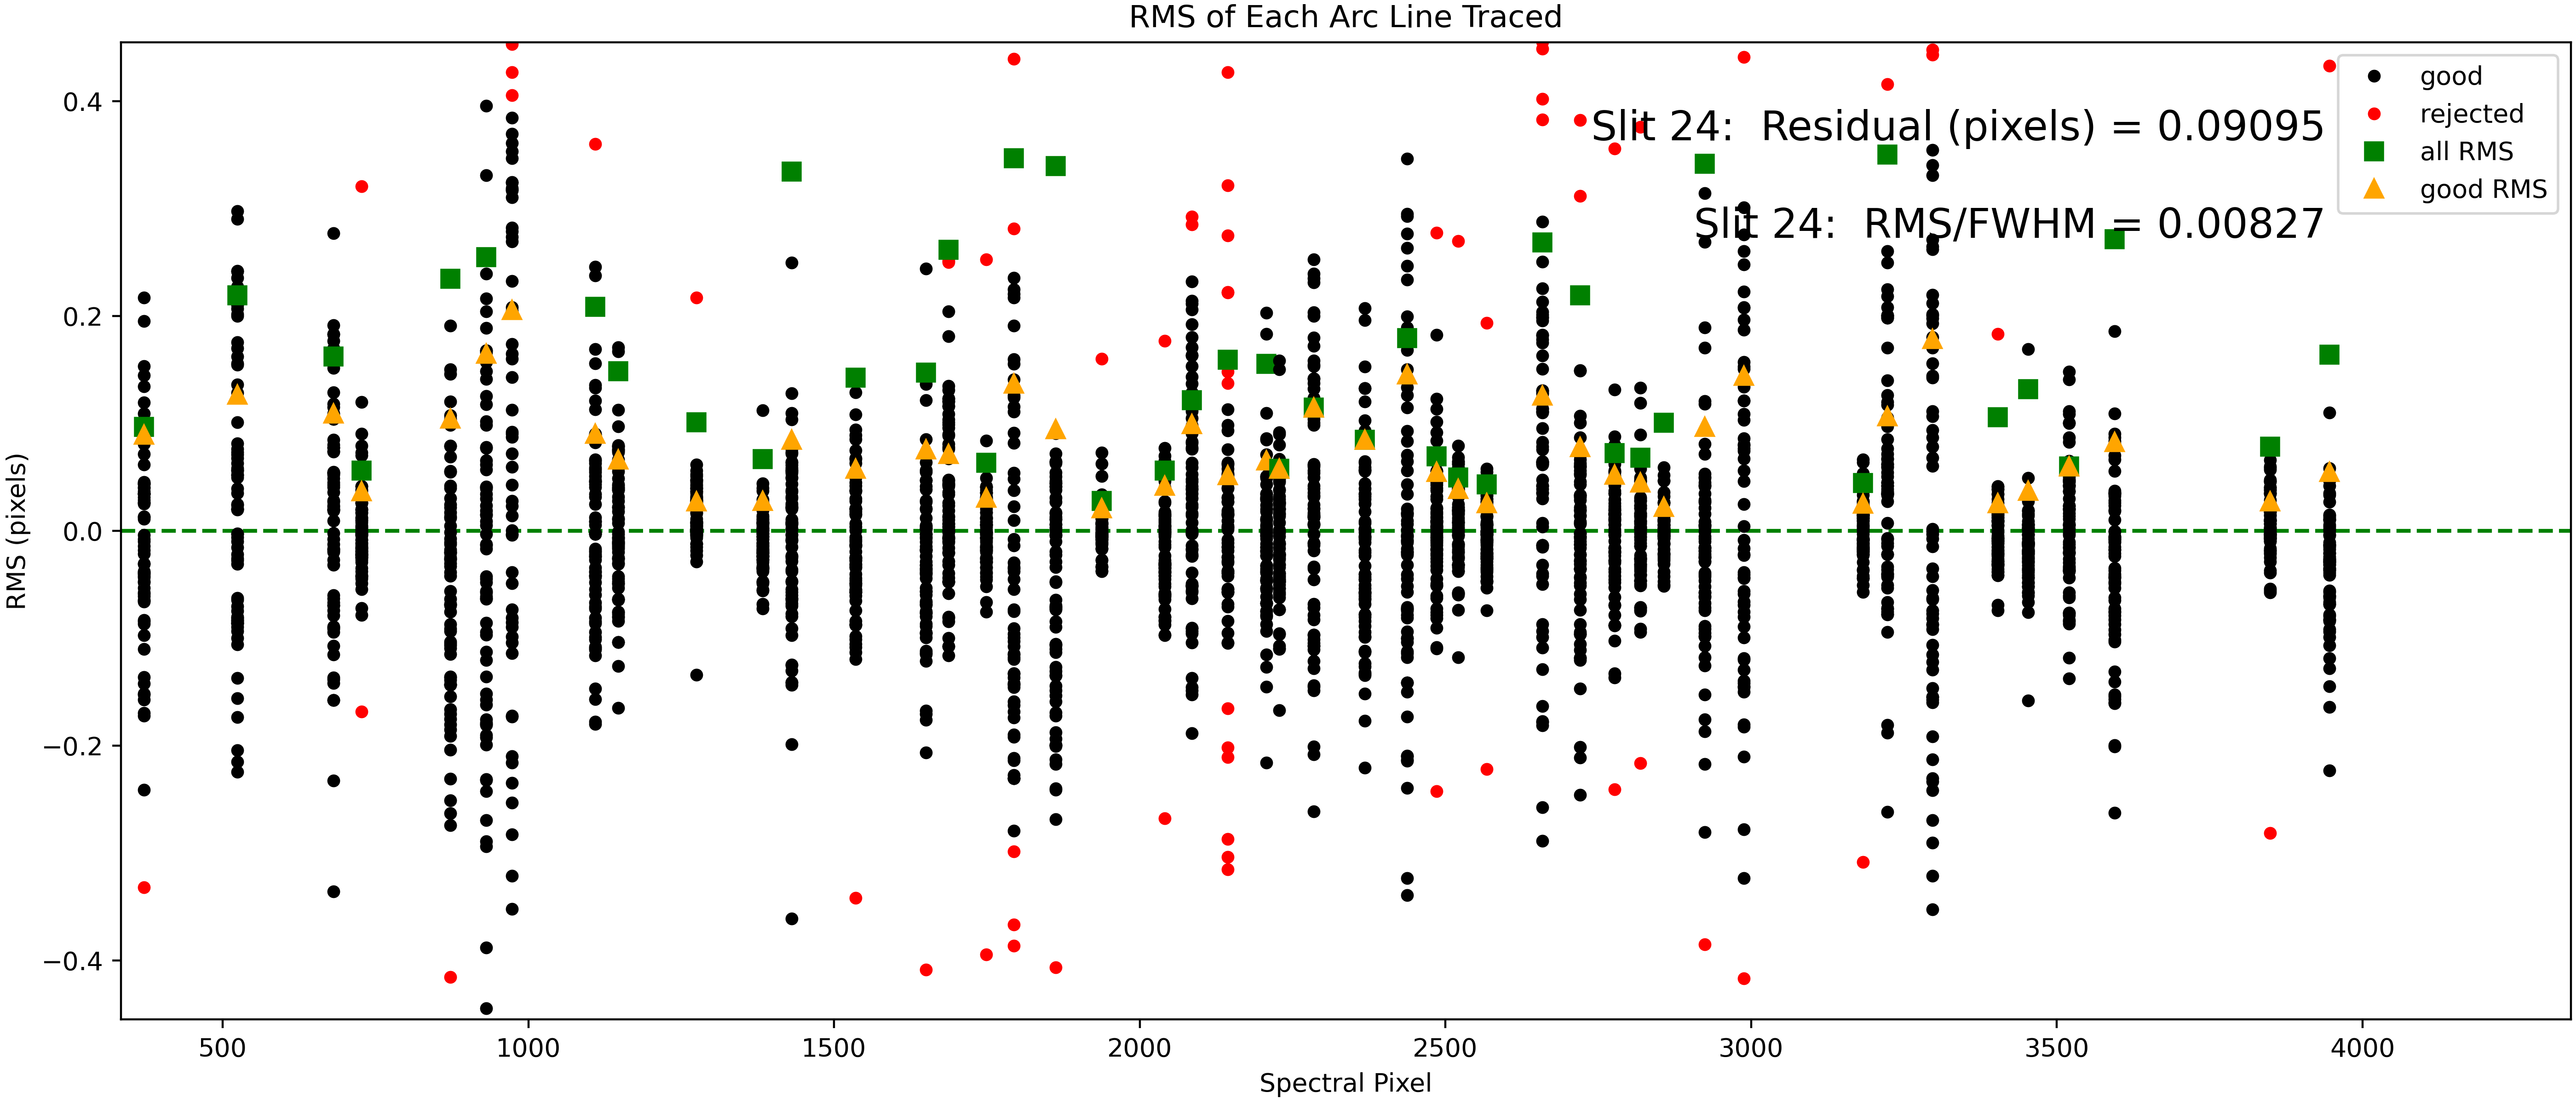 RMS of Each Arc Line Traced
good
rejected
all RMS
good RMS
Slit 24:  Residual (pixels) = 0.09095
Slit 24:  RMS/FWHM = 0.00827
RMS (pixels)
0.4
0.2
0.0
−0.2
−0.4
500 1000 1500 2000 2500 3000 3500 4000
Spectral Pixel